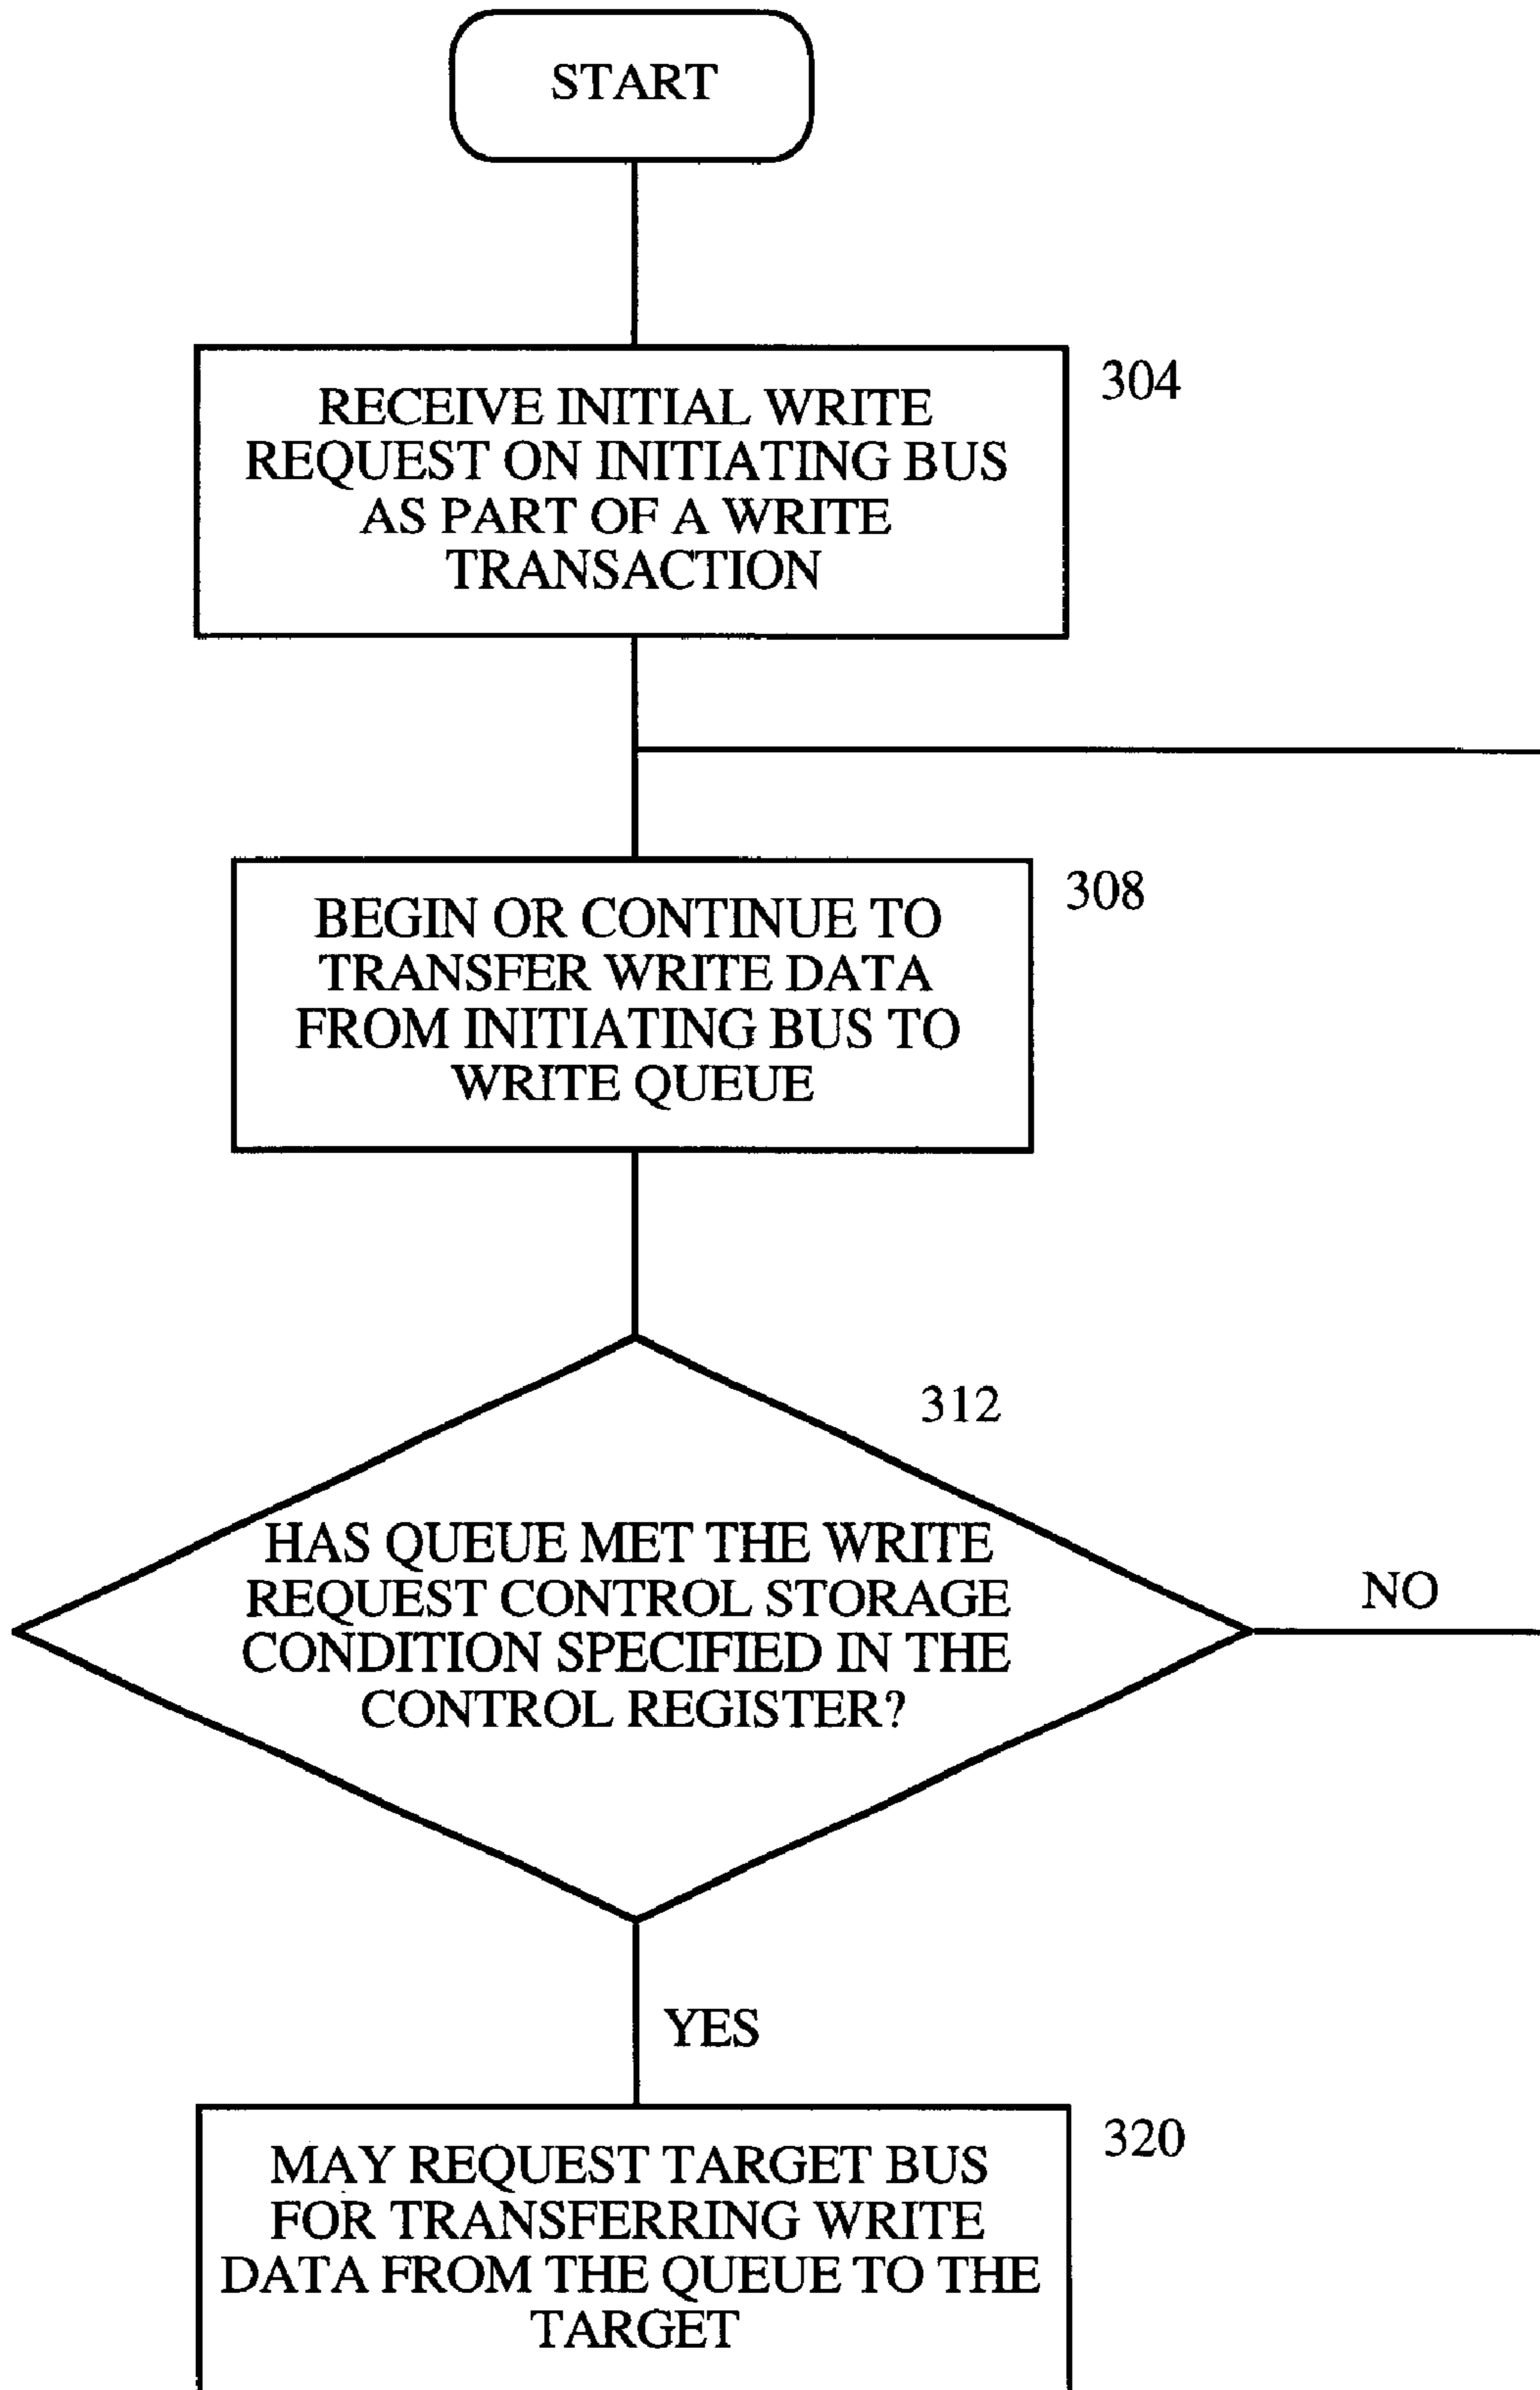 START
RECEIVE INITIAL WRITE
REQUEST ON INITIATING BUS
AS PART OF A WRITE
TRANSACTION
304
BEGIN OR CONTINUE TO
TRANSFER WRITE DATA
FROM INITIATING BUS TO
WRITE QUEUE
308
312
HAS QUEUE MET THE WRITE
REQUEST CONTROL STORAGE
CONDITION SPECIFIED IN THE
CONTROL REGISTER?
NO
YES
MAY REQUEST TARGET BUS
FOR TRANSFERRING WRITE
DATA FROM THE QUEUE TO THE
TARGET
320